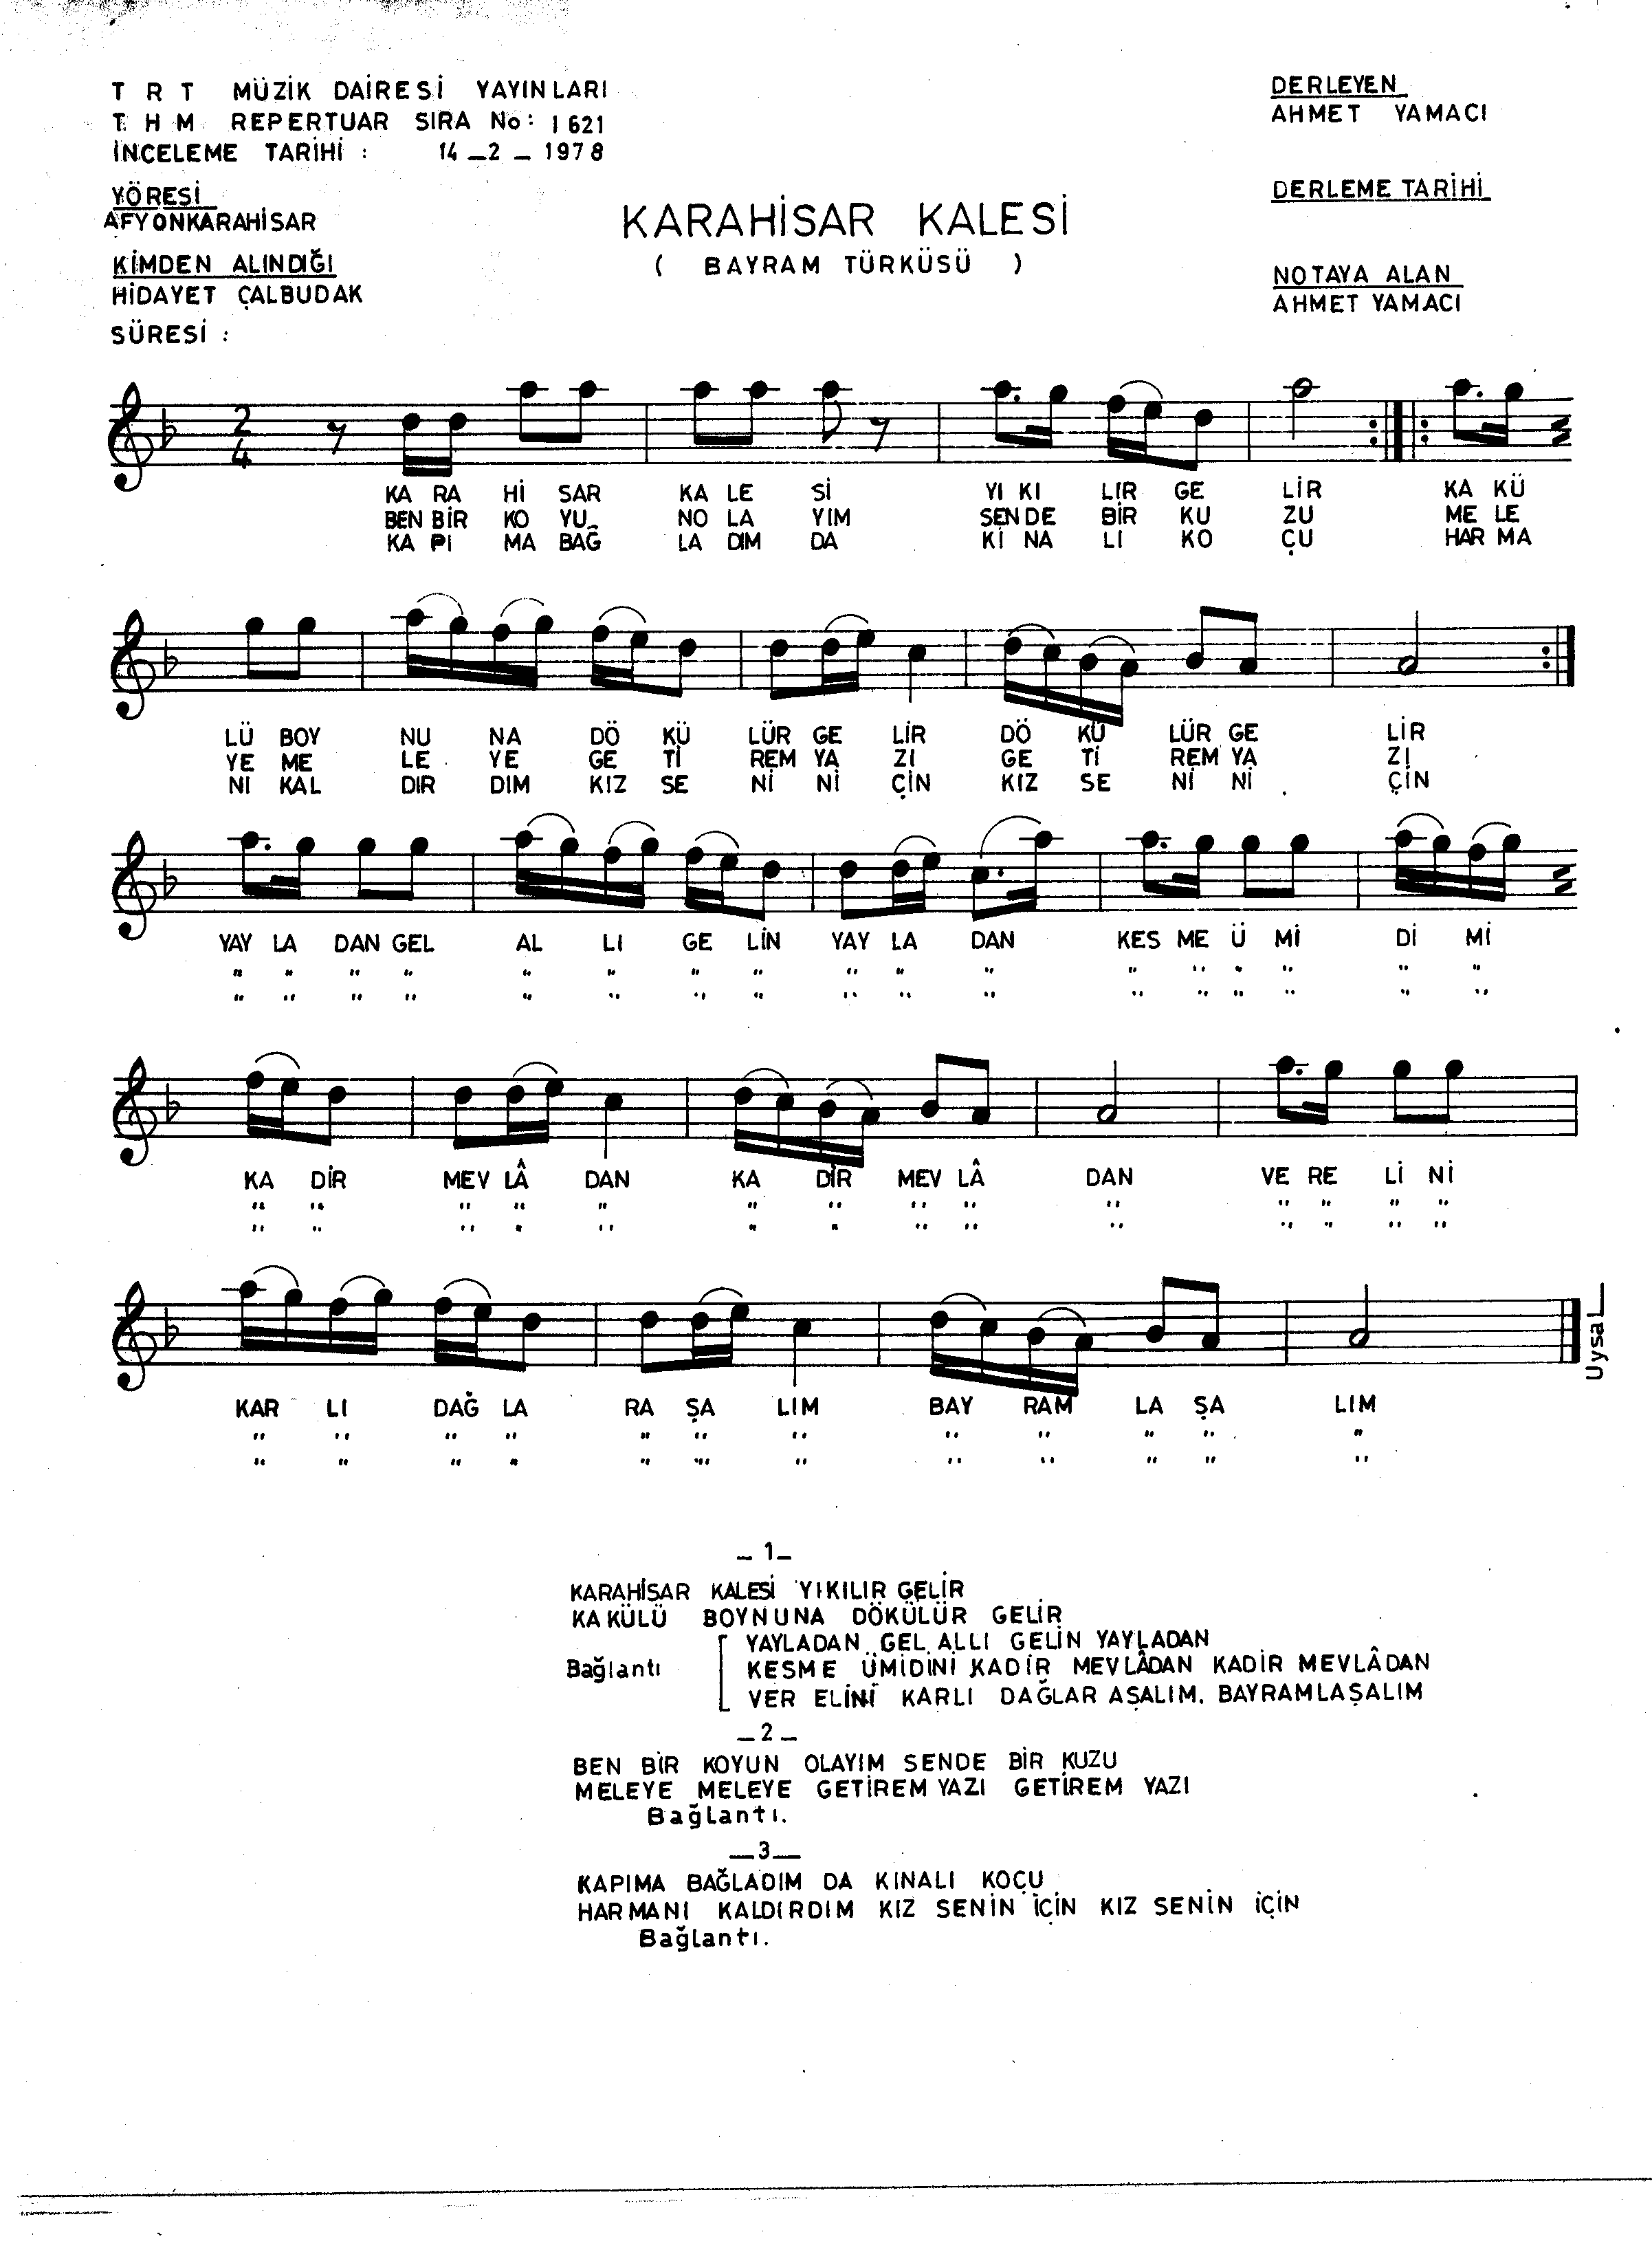 T R T MÜZİK DAİRESİ YAYINLARI
T H M REPERTUAR SIRA No: 1621
İNCELEME TARİHİ : 14 _2 _ 1978
DERLEYEN
AHMET YAMACI
YÖRESİ
AFYONKARAHİSAR
DERLEME TARİHİ
KARAHİSAR KALESİ
( BAYRAM TÜRKÜSÜ )
KİMDEN ALINDIĞI
HİDAYET ÇALBUDAK
NOTAYA ALAN
AHMET YAMACI
SÜRESİ :
2
4
KA RA Hİ SAR KA LE Sİ YI KI LIR GE LİR KA KÜ
BEN BİR KO YU NO LA YIM SEN DE BİR KU ZU ME LE
KA PI MA BAĞ LA DIM DA KI NA LI KO ÇU HAR MA
LÜ BOY NU NA DÖ KÜ LÜR GE LİR DÖ KÜ LÜR GE LİR
YE ME LE YE GE Tİ REM YA ZI GE Tİ REM YA ZI
NI KAL DIR DIM KIZ SE Nİ Nİ ÇİN KIZ SE Nİ Nİ ÇİN
YAY LA DAN GEL AL LI GE LİN YAY LA DAN KES ME Ü Mİ Dİ Mİ
" " " " " " " " " " " " " " " " "
" " " " " " " " " " " " " " " " "
KA DİR MEV LÂ DAN KA DİR MEV LÂ DAN VE RE Lİ Nİ
" " " " " " " " " " " " " "
" " " " " " " " " " " " " "
KAR LI DAĞ LA RA ŞA LIM BAY RAM LA ŞA LIM
" " " " " " " " " " " "
" " " " " " " " " " " "
Uysal
_ 1_
KARAHİSAR KALESİ YIKILIR GELİR
KAKÜLÜ BOYNUNA DÖKÜLÜR GELİR
YAYLADAN GEL ALLI GELİN YAYLADAN
Bağlantı KESME ÜMİDİNİ KADİR MEVLÂDAN KADİR MEVLÂDAN
VER ELİNİ KARLI DAĞLAR AŞALIM. BAYRAMLAŞALIM
_2_
BEN BİR KOYUN OLAYIM SENDE BİR KUZU
MELEYE MELEYE GETİREM YAZI GETİREM YAZI
Bağlantı.
_3_
KAPIMA BAĞLADIM DA KINALI KOÇU
HARMANI KALDIRDIM KIZ SENİN İÇİN KIZ SENİN İÇİN
Bağlantı.